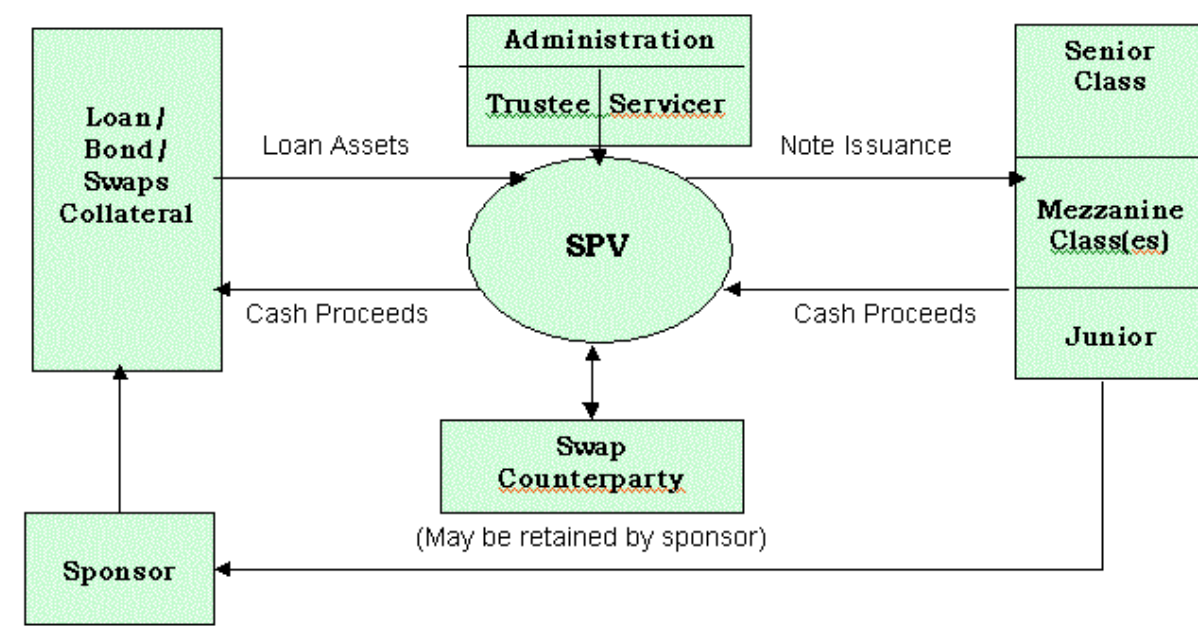 Administration
Trustee Servicer
Loan/
Bond/
Swaps
Collateral
Loan Assets
Cash Proceeds
SPV
Note Issuance
Cash Proceeds
Senior
Class
Mezzanine
Class(es)
Junior
Swap
Counterparty
(May be retained by sponsor)
Sponsor